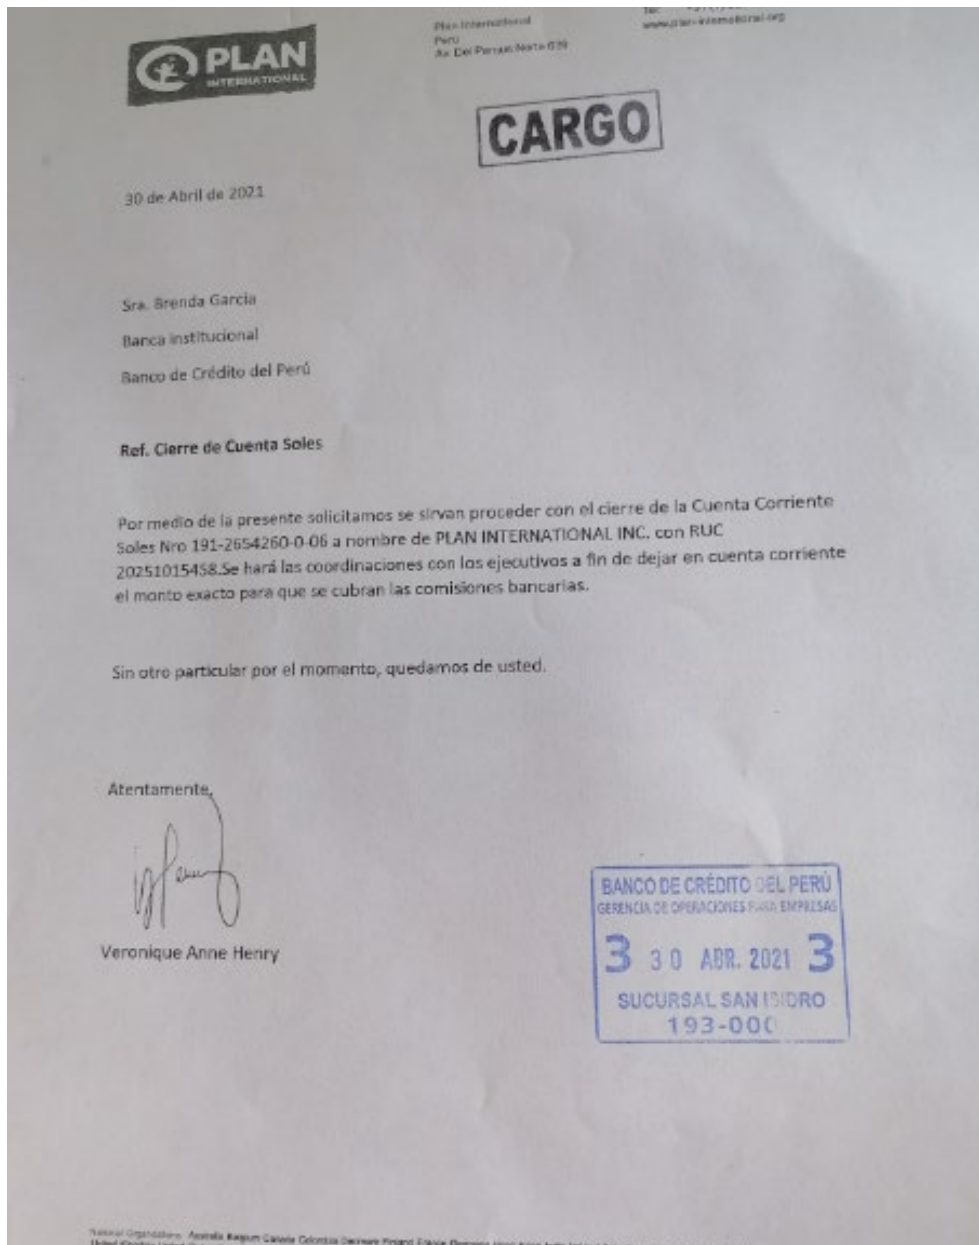 PLAN
INTERNATIONAL
Plan International
Perú
Av. Del Parque Norte 639
www.plan-international.org
CARGO
30 de Abril de 2021
Sra. Brenda Garcia
Banca institucional
Banco de Crédito del Perú
Ref. Cierre de Cuenta Soles
Por medio de la presente solicitamos se sirvan proceder con el cierre de la Cuenta Corriente
Soles Nro 191-2654260-0-06 a nombre de PLAN INTERNATIONAL INC. con RUC
20251015458.Se hará las coordinaciones con los ejecutivos a fin de dejar en cuenta corriente
el monto exacto para que se cubran las comisiones bancarias.
Sin otro particular por el momento, quedamos de usted.
Atentamente,
Veronique Anne Henry
BANCO DE CRÉDITO DEL PERÚ
GERENCIA DE OPERACIONES PARA EMPRESAS
3 30 ABR. 2021 3
SUCURSAL SAN ISIDRO
193-000